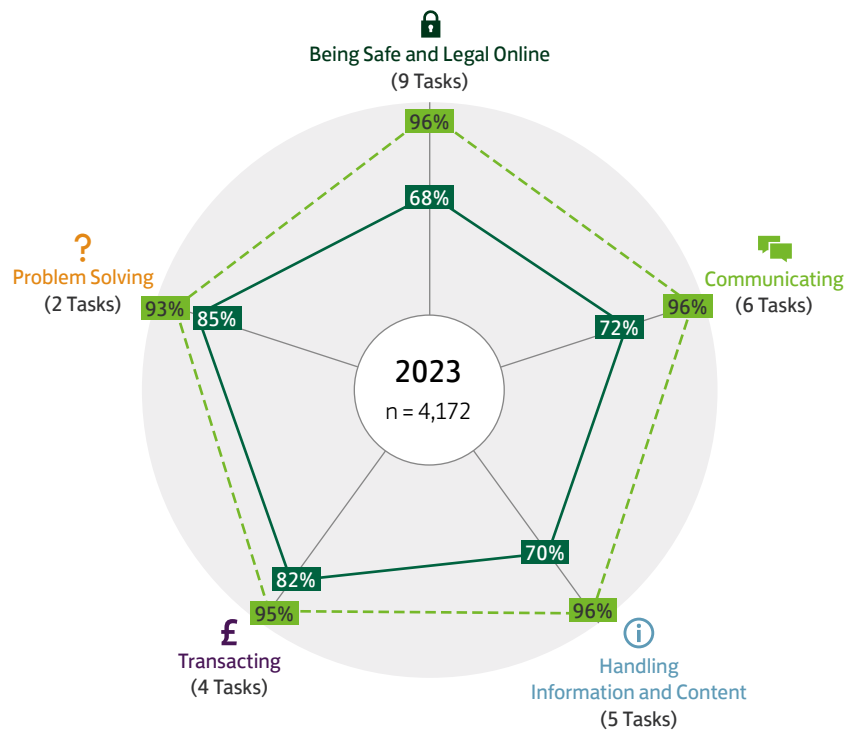 Being Safe and Legal Online
(9 Tasks)
96%
68%
?
Problem Solving
(2 Tasks)
93%
85%
Communicating
(6 Tasks)
96%
72%
2023
n = 4,172
82%
95%
£
Transacting
(4 Tasks)
70%
96%
i
Handling
Information and Content
(5 Tasks)